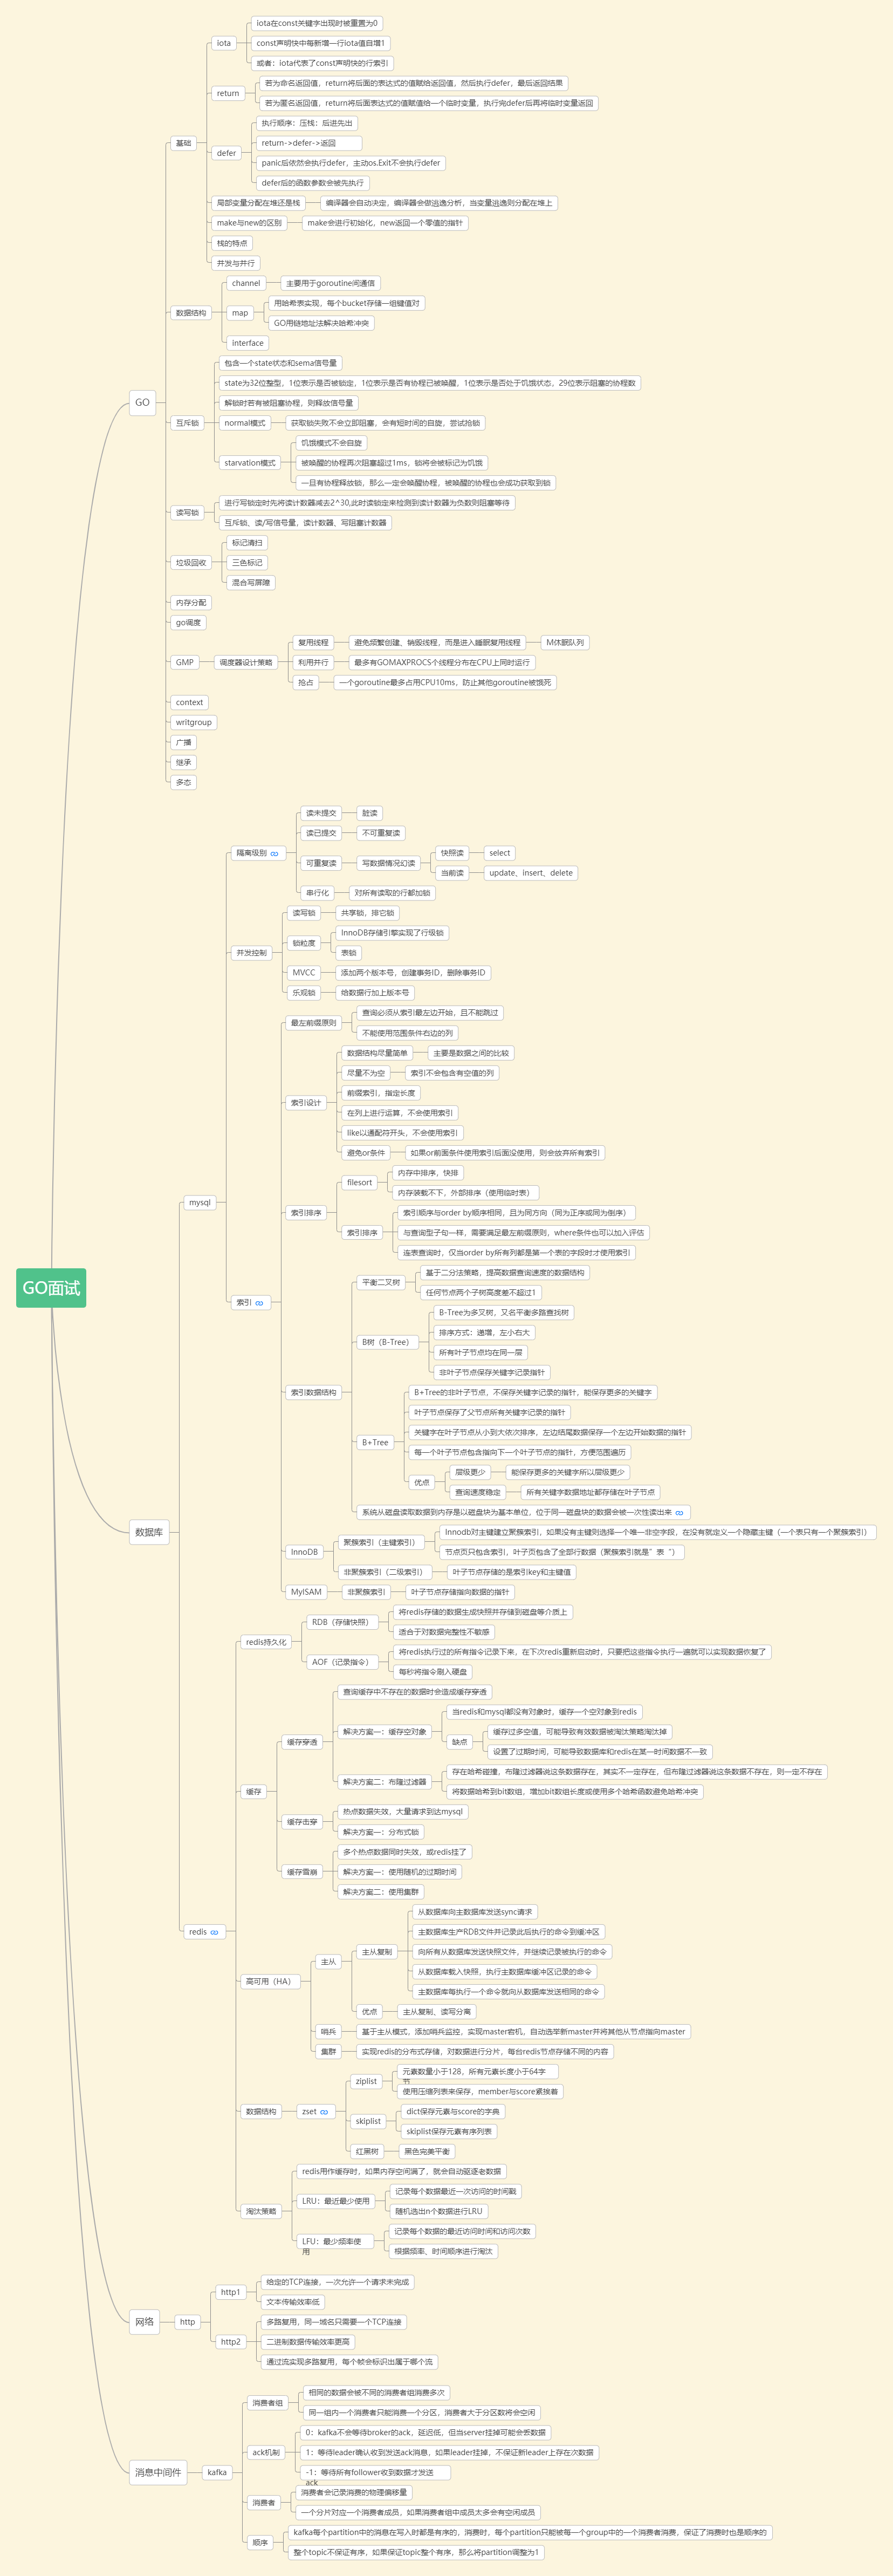 GO面试
GO
基础
iota
iota在const关键字出现时被重置为0
const声明快中每新增一行iota值自增1
或者：iota代表了const声明快的行索引
return
若为命名返回值，return将后面的表达式的值赋给返回值，然后执行defer，最后返回结果
若为匿名返回值，return将后面表达式的值赋值给一个临时变量，执行完defer后再将临时变量返回
defer
执行顺序：压栈：后进先出
return->defer->返回
panic后依然会执行defer，主动os.Exit不会执行defer
defer后的函数参数会被先执行
局部变量分配在堆还是栈
编译器会自动决定，编译器会做逃逸分析，当变量逃逸则分配在堆上
make与new的区别
make会进行初始化，new返回一个零值的指针
栈的特点
并发与并行
数据结构
channel
主要用于goroutine间通信
map
用哈希表实现，每个bucket存储一组键值对
GO用链地址法解决哈希冲突
interface
互斥锁
包含一个state状态和sema信号量
state为32位整型，1位表示是否被锁定，1位表示是否有协程已被唤醒，1位表示是否处于饥饿状态，29位表示阻塞的协程数
解锁时若有被阻塞协程，则释放信号量
normal模式
获取锁失败不会立即阻塞，会有短时间的自旋，尝试抢锁
starvation模式
饥饿模式不会自旋
被唤醒的协程再次阻塞超过1ms，锁将会被标记为饥饿
一旦有协程释放锁，那么一定会唤醒协程，被唤醒的协程也会成功获取到锁
读写锁
进行写锁定时先将读计数器减去2^30,此时读锁定来检测到读计数器为负数则阻塞等待
互斥锁、读/写信号量，读计数器、写阻塞计数器
垃圾回收
标记清扫
三色标记
混合写屏障
内存分配
go调度
GMP
调度器设计策略
复用线程
避免频繁创建、销毁线程，而是进入睡眠复用线程
M休眠队列
利用并行
最多有GOMAXPROCS个线程分布在CPU上同时运行
抢占
一个goroutine最多占用CPU10ms，防止其他goroutine被饿死
context
writgroup
广播
继承
多态
数据库
mysql
隔离级别
读未提交
脏读
读已提交
不可重复读
可重复读
写数据情况幻读
快照读
select
当前读
update、insert、delete
串行化
对所有读取的行都加锁
并发控制
读写锁
共享锁，排它锁
锁粒度
InnoDB存储引擎实现了行级锁
表锁
MVCC
添加两个版本号，创建事务ID，删除事务ID
乐观锁
给数据行加上版本号
索引
最左前缀原则
查询必须从索引最左边开始，且不能跳过
不能使用范围条件右边的列
索引设计
数据结构尽量简单
主要是数据之间的比较
尽量不为空
索引不会包含有空值的列
前缀索引，指定长度
在列上进行运算，不会使用索引
like以通配符开头，不会使用索引
避免or条件
如果or前面条件使用索引后面没使用，则会放弃所有索引
索引排序
filesort
内存中排序，快排
内存装载不下，外部排序（使用临时表）
索引排序
索引顺序与order by顺序相同，且为同方向（同为正序或同为倒序）
与查询型子句一样，需要满足最左前缀原则，where条件也可以加入评估
连表查询时，仅当order by所有列都是第一个表的字段时才使用索引
索引数据结构
平衡二叉树
基于二分法策略，提高数据查询速度的数据结构
任何节点两个子树高度差不超过1
B树（B-Tree）
B-Tree为多叉树，又名平衡多路查找树
排序方式：递增，左小右大
所有叶子节点均在同一层
非叶子节点保存关键字记录指针
B+Tree
B+Tree的非叶子节点，不保存关键字记录的指针，能保存更多的关键字
叶子节点保存了父节点所有关键字记录的指针
关键字在叶子节点从小到大依次排序，左边结尾数据保存一个左边开始数据的指针
每一个叶子节点包含指向下一个叶子节点的指针，方便范围遍历
优点
层级更少
能保存更多的关键字所以层级更少
查询速度稳定
所有关键字数据地址都存储在叶子节点
系统从磁盘读取数据到内存是以磁盘块为基本单位，位于同一磁盘块的数据会被一次性读出来
InnoDB
聚簇索引（主键索引）
Innodb对主键建立聚簇索引，如果没有主键则选择一个唯一非空字段，在没有就定义一个隐藏主键（一个表只有一个聚簇索引）
节点页只包含索引，叶子页包含了全部行数据（聚簇索引就是”表“）
非聚簇索引（二级索引）
叶子节点存储的是索引key和主键值
MyISAM
非聚簇索引
叶子节点存储指向数据的指针
redis
redis持久化
RDB（存储快照）
将redis存储的数据生成快照并存储到磁盘等介质上
适合于对数据完整性不敏感
AOF（记录指令）
将redis执行过的所有指令记录下来，在下次redis重新启动时，只要把这些指令执行一遍就可以实现数据恢复了
每秒将指令刷入硬盘
缓存
缓存穿透
查询缓存中不存在的数据时会造成缓存穿透
解决方案一：缓存空对象
当redis和mysql都没有对象时，缓存一个空对象到redis
缺点
缓存过多空值，可能导致有效数据被淘汰策略淘汰掉
设置了过期时间，可能导致数据库和redis在某一时间数据不一致
解决方案二：布隆过滤器
存在哈希碰撞，布隆过滤器说这条数据存在，其实不一定存在，但布隆过滤器说这条数据不存在，则一定不存在
将数据哈希到bit数组，增加bit数组长度或使用多个哈希函数避免哈希冲突
缓存击穿
热点数据失效，大量请求到达mysql
解决方案一：分布式锁
缓存雪崩
多个热点数据同时失效，或redis挂了
解决方案一：使用随机的过期时间
解决方案二：使用集群
高可用（HA）
主从
主从复制
从数据库向主数据库发送sync请求
主数据库生产RDB文件并记录此后执行的命令到缓冲区
向所有从数据库发送快照文件，并继续记录被执行的命令
从数据库载入快照，执行主数据库缓冲区记录的命令
主数据库每执行一个命令就向从数据库发送相同的命令
优点
主从复制、读写分离
哨兵
基于主从模式，添加哨兵监控，实现master宕机，自动选举新master并将其他从节点指向master
集群
实现redis的分布式存储，对数据进行分片，每台redis节点存储不同的内容
数据结构
zset
ziplist
元素数量小于128，所有元素长度小于64字
节
使用压缩列表来保存，member与score紧挨着
skiplist
dict保存元素与score的字典
skiplist保存元素有序列表
红黑树
黑色完美平衡
淘汰策略
redis用作缓存时，如果内存空间满了，就会自动驱逐老数据
LRU：最近最少使用
记录每个数据最近一次访问的时间戳
随机选出n个数据进行LRU
LFU：最少频率使
用
记录每个数据的最近访问时间和访问次数
根据频率、时间顺序进行淘汰
网络
http
http1
给定的TCP连接，一次允许一个请求未完成
文本传输效率低
http2
多路复用，同一域名只需要一个TCP连接
二进制数据传输效率更高
通过流实现多路复用，每个帧会标识出属于哪个流
消息中间件
kafka
消费者组
相同的数据会被不同的消费者组消费多次
同一组内一个消费者只能消费一个分区，消费者大于分区数将会空闲
ack机制
0：kafka不会等待broker的ack，延迟低，但当server挂掉可能会丢数据
1：等待leader确认收到发送ack消息，如果leader挂掉，不保证新leader上存在次数据
-1：等待所有follower收到数据才发送
ack
消费者
消费者会记录消费的物理偏移量
一个分片对应一个消费者成员，如果消费者组中成员太多会有空闲成员
顺序
kafka每个partition中的消息在写入时都是有序的，消费时，每个partition只能被每一个group中的一个消费者消费，保证了消费时也是顺序的
整个topic不保证有序，如果保证topic整个有序，那么将partition调整为1